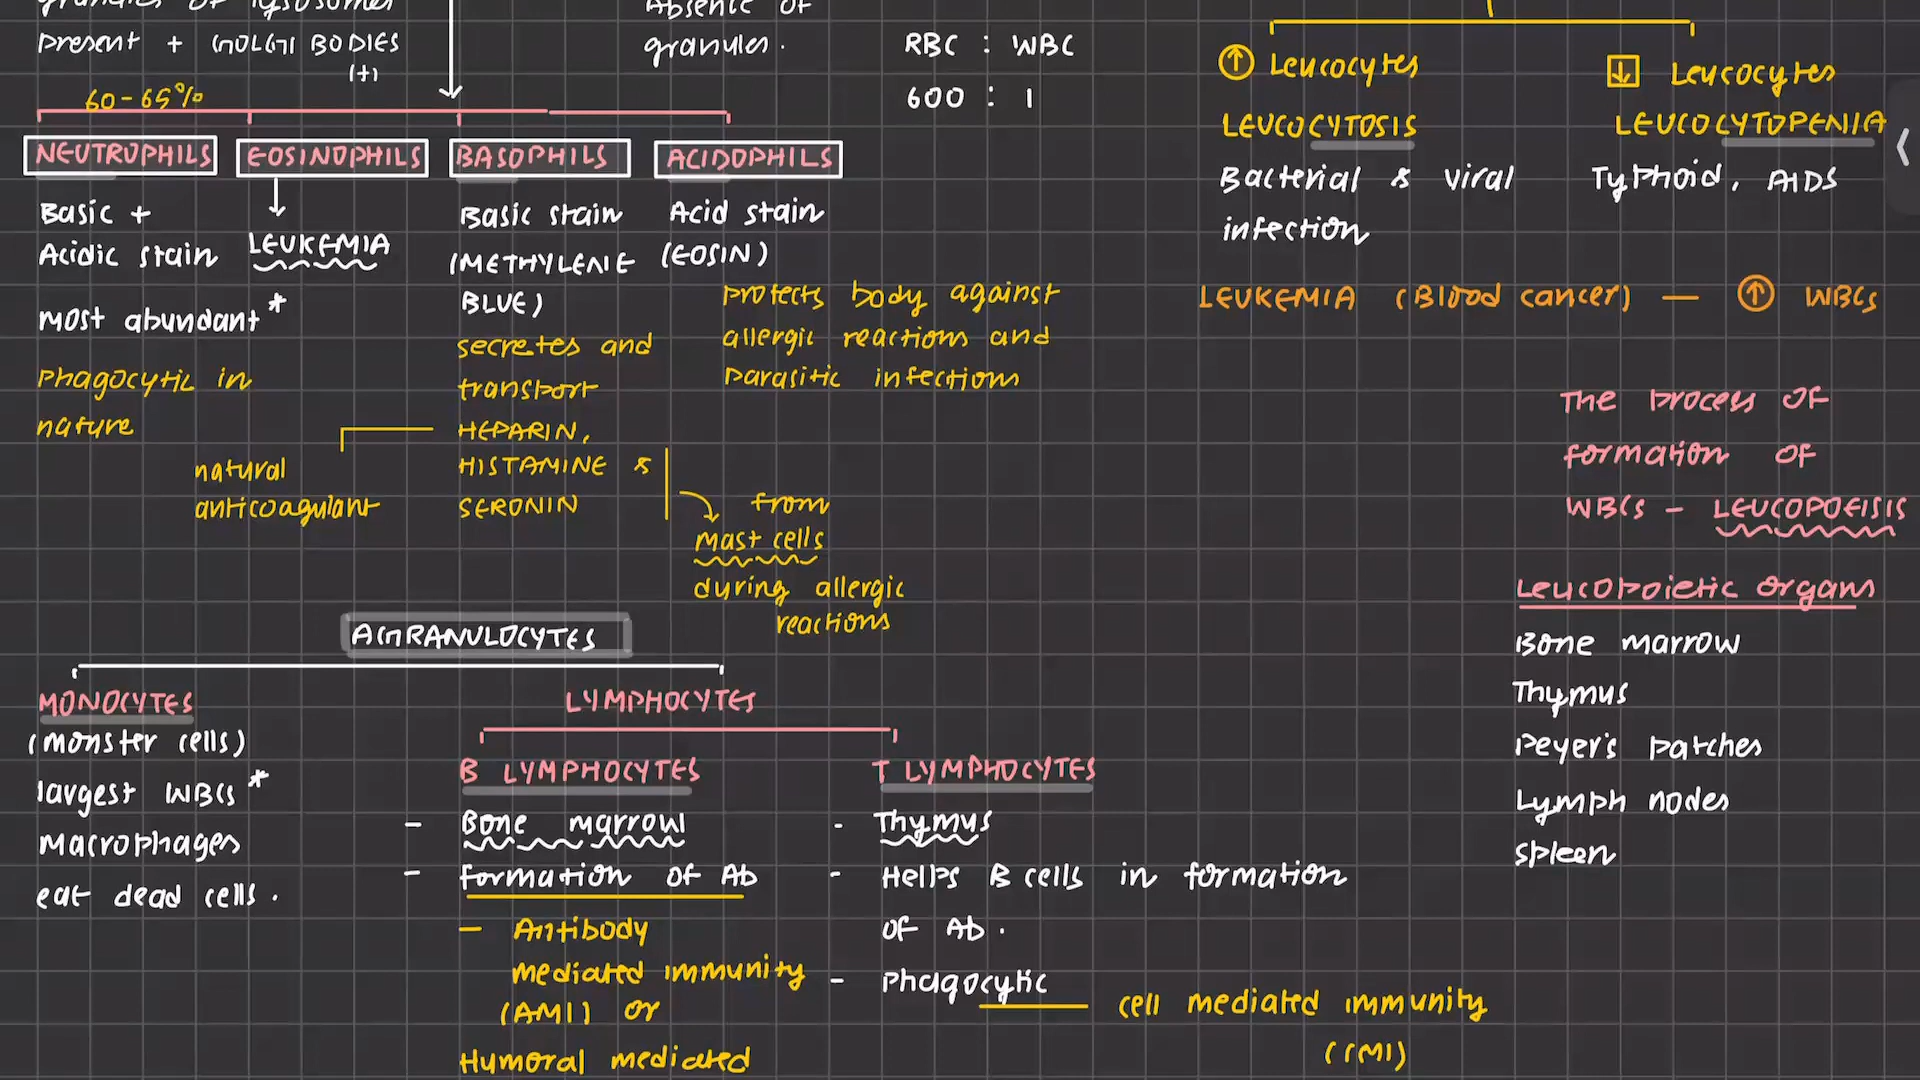 granules of lysosomes
present + GOLGI BODIES
(+)
60-65%
Absence of
granules.
RBC : WBC
600 : 1
↑ Leucocytes
LEUCOCYTOSIS
Bacterial & viral
infection
↓ Leucocytes
LEUCOCYTOPENIA
Typhoid, AIDS
LEUKEMIA (Blood cancer) — ↑ WBCs
NEUTROPHILS
Basic +
Acidic stain
most abundant*
Phagocytic in
nature
EOSINOPHILS
LEUKEMIA
BASOPHILS
Basic stain
(METHYLENE
BLUE)
secretes and
transport
HEPARIN,
HISTAMINE &
SERONIN
natural
anticoagulant
from
mast cells
during allergic
reactions
ACIDOPHILS
Acid stain
(EOSIN)
protects body against
allergic reactions and
parasitic infections
The process of
formation of
WBCs - LEUCOPOEISIS
Leucopoietic organs
Bone marrow
Thymus
Peyer's patches
Lymph nodes
spleen
AGRANULOCYTES
MONOCYTES
(monster cells)
largest WBCs*
Macrophages
eat dead cells.
LYMPHOCYTES
B LYMPHOCYTES
- Bone marrow
- formation of Ab
- Antibody
mediated immunity
(AMI) or
Humoral mediated
T LYMPHOCYTES
- Thymus
- Helps B cells in formation
of Ab.
- Phagocytic
cell mediated immunity
(CMI)